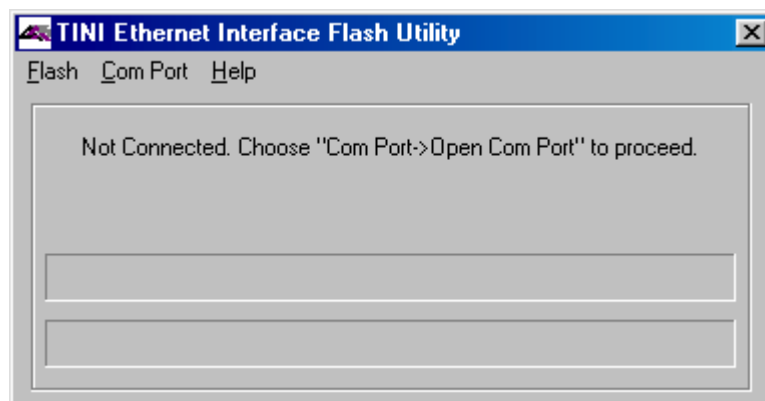 TINI Ethernet Interface Flash Utility
Flash Com Port Help
Not Connected. Choose "Com Port->Open Com Port" to proceed.